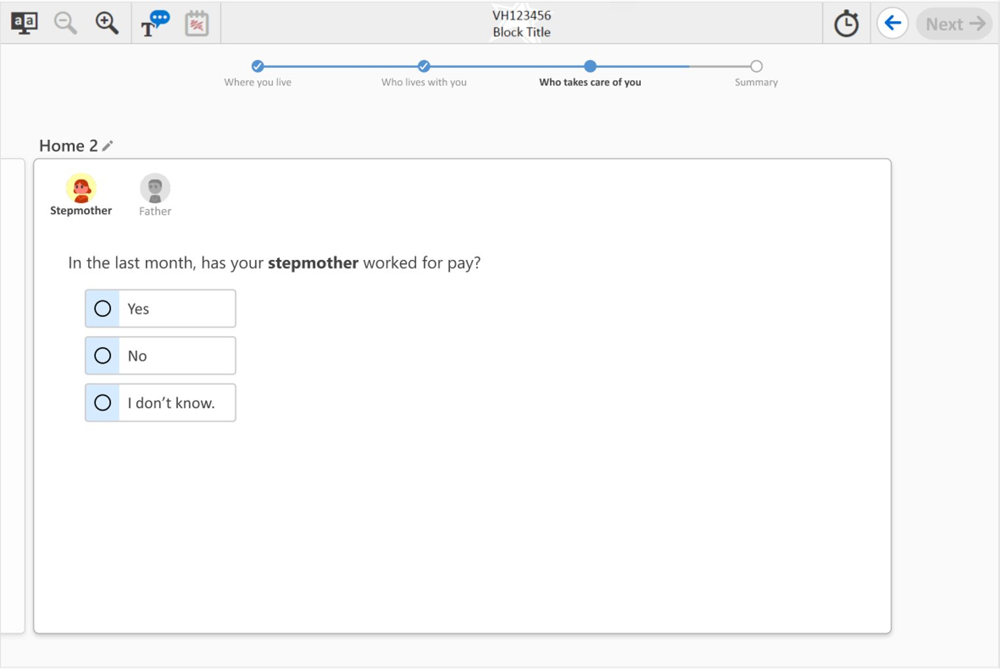 aa
T
VH123456
Block Title
Next
Where you live
Who lives with you
Who takes care of you
Summary
Home 2
Stepmother
Father
In the last month, has your stepmother worked for pay?
Yes
No
I don’t know.